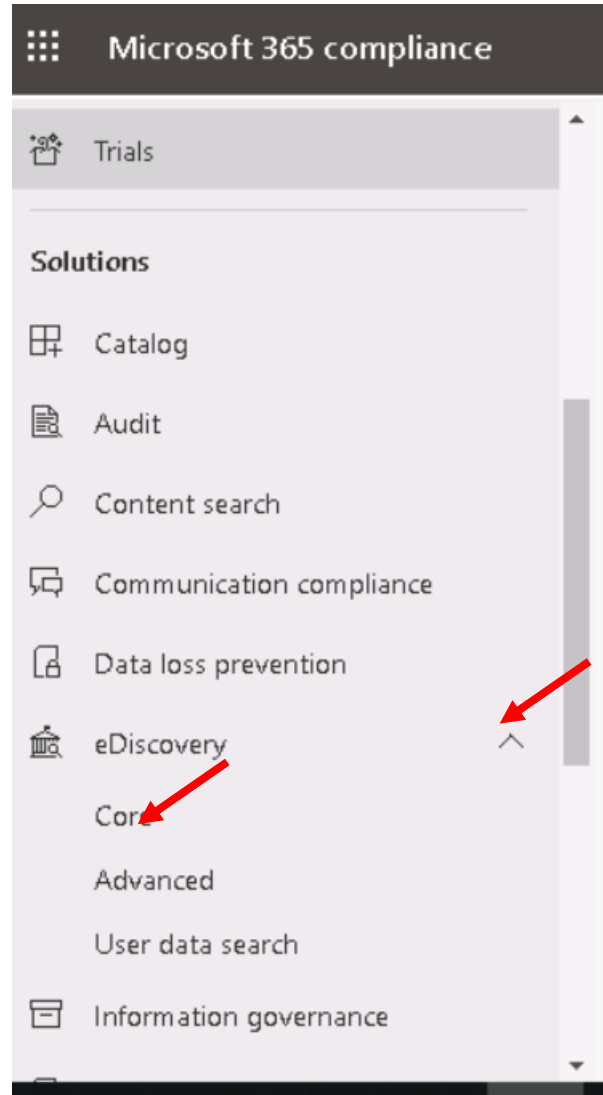 Microsoft 365 compliance
Trials
Solutions
Catalog
Audit
Content search
Communication compliance
Data loss prevention
eDiscovery
Core
Advanced
User data search
Information governance